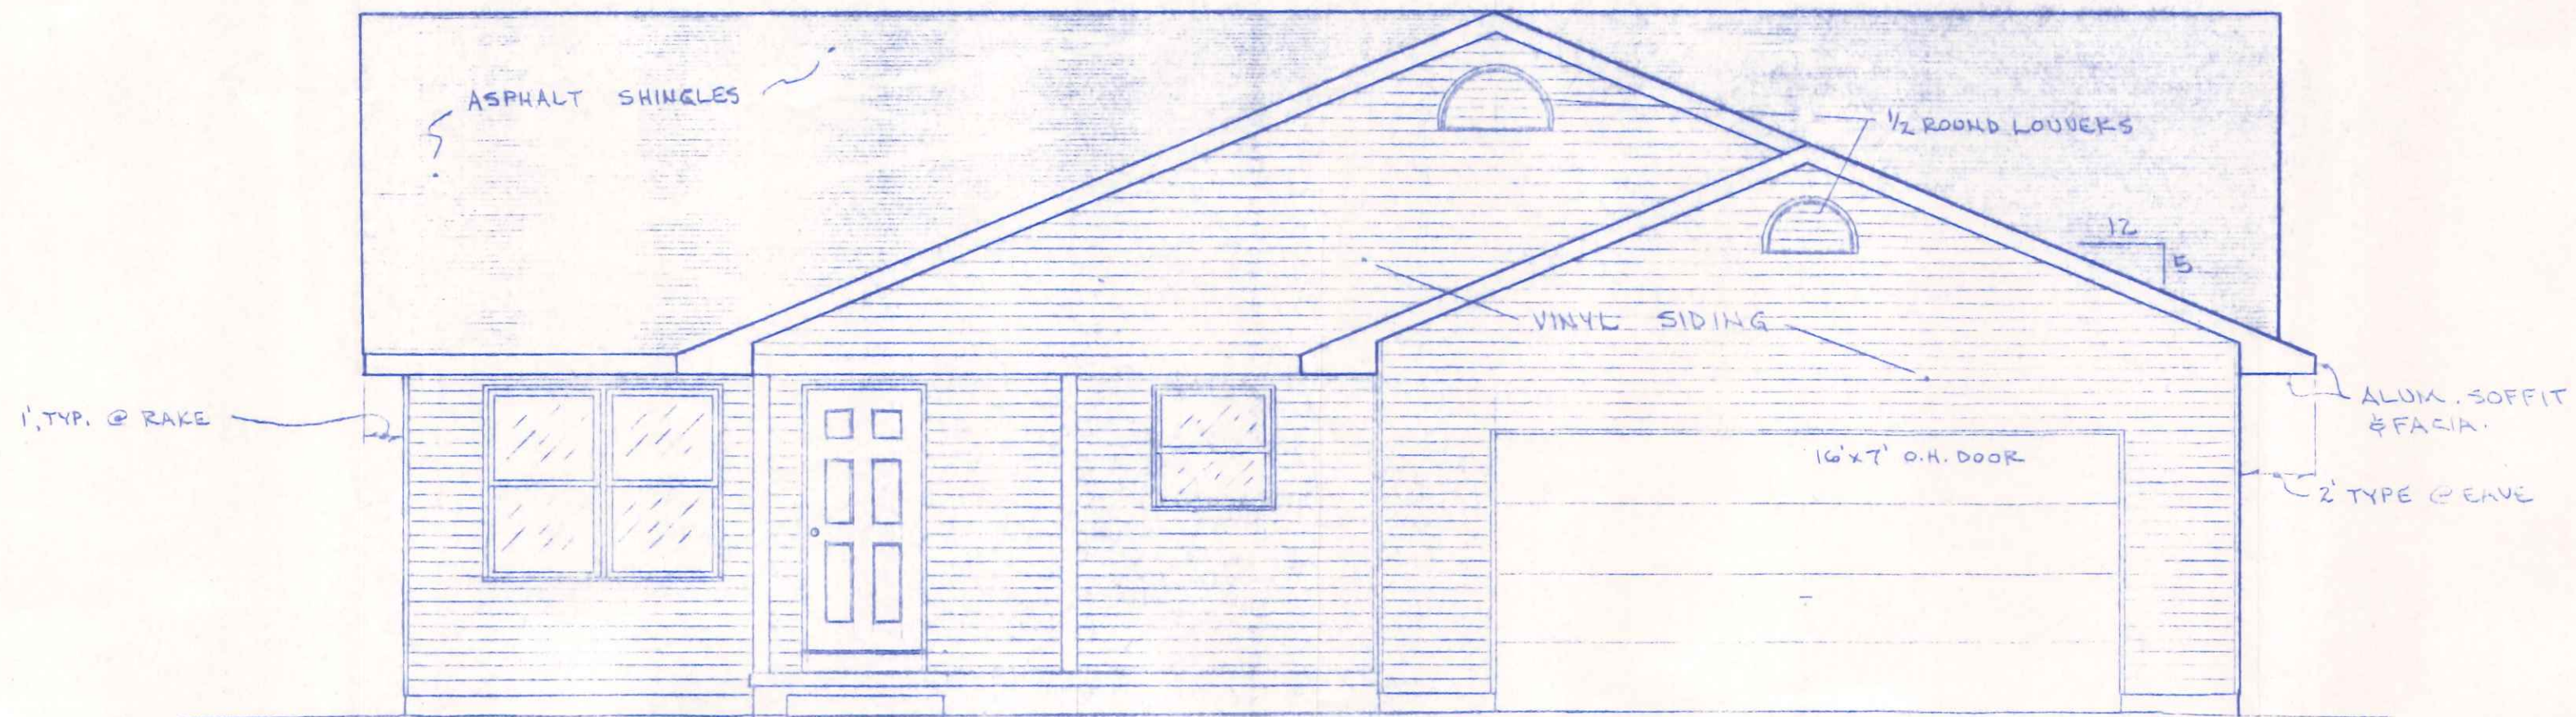 ASPHALT SHINGLES
1/2 ROUND LOUVERS
12
5
VINYL SIDING
1' TYP. @ RAKE
ALUM. SOFFIT
& FACIA.
16'x7' O.H. DOOR
2' TYPE @ EAVE